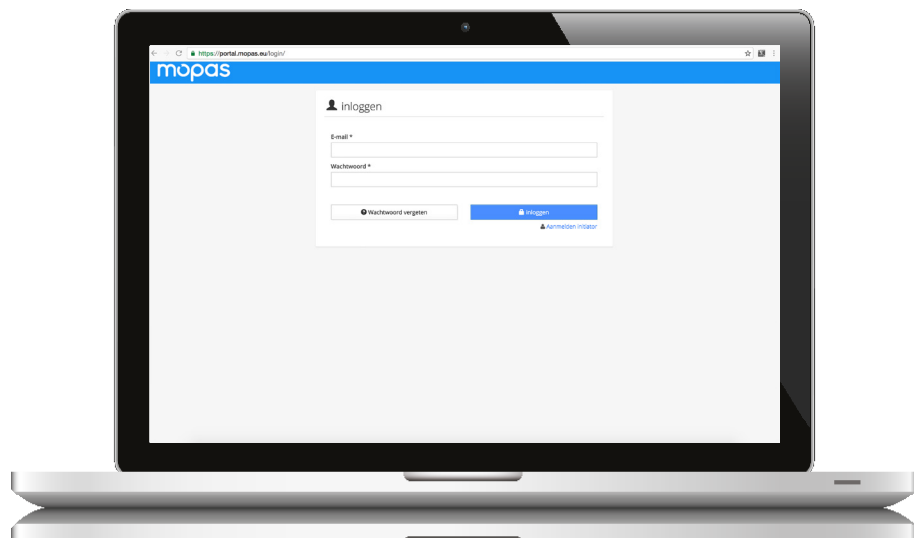 https://portal.mopas.eu/login/
mopas
inloggen
E-mail *
Wachtwoord *
Wachtwoord vergeten
Inloggen
Aanmelden initiator